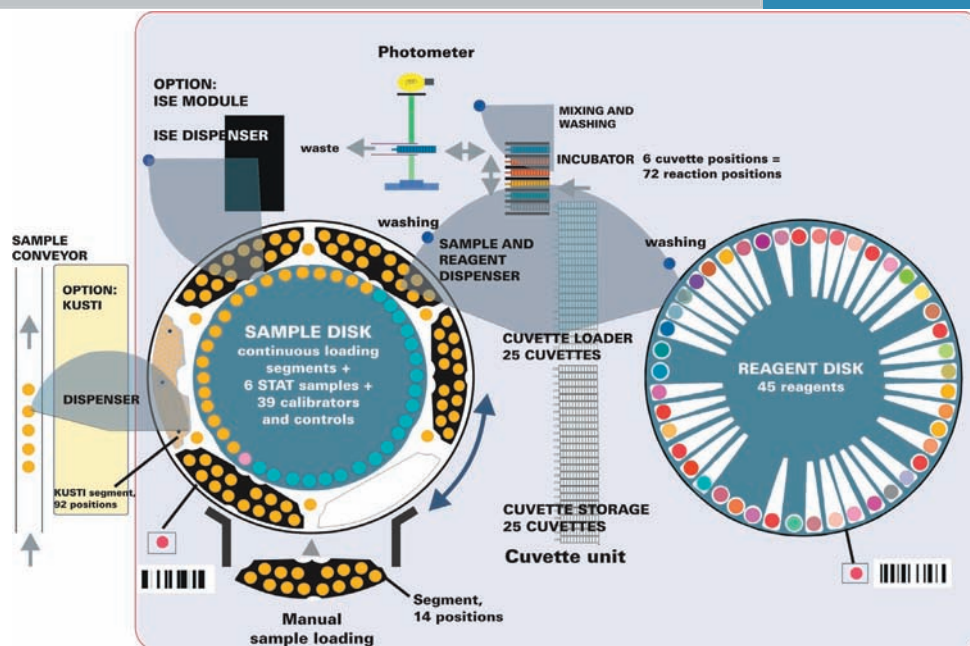 Photometer
OPTION:
ISE MODULE
ISE DISPENSER
waste
MIXING AND
WASHING
INCUBATOR
6 cuvette positions =
72 reaction positions
washing
SAMPLE AND
REAGENT
DISPENSER
washing
SAMPLE
CONVEYOR
OPTION:
KUSTI
SAMPLE DISK
continuous loading
segments +
6 STAT samples +
39 calibrators
and controls
CUVETTE LOADER
25 CUVETTES
REAGENT DISK
45 reagents
DISPENSER
KUSTI segment,
92 positions
CUVETTE STORAGE
25 CUVETTES
Cuvette unit
Segment,
14 positions
Manual
sample loading